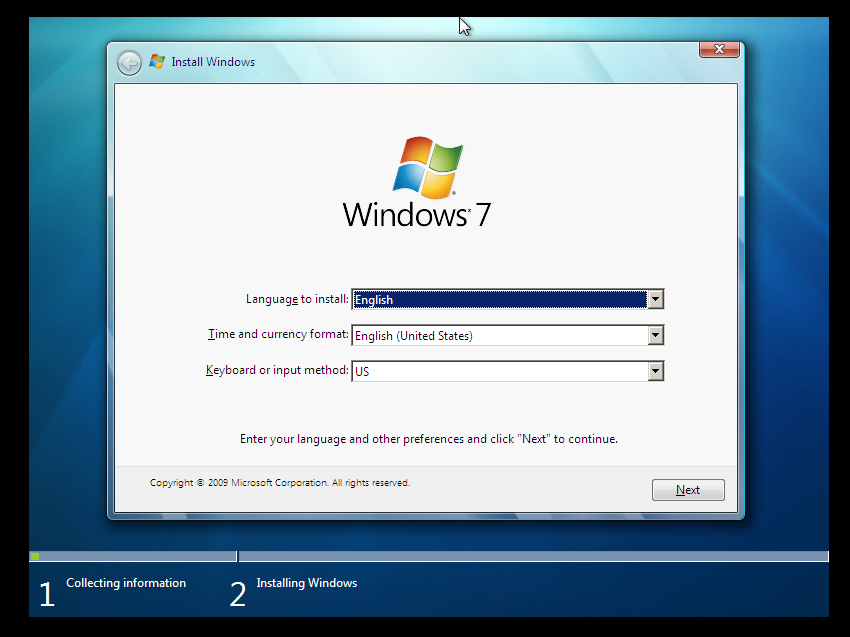 Install Windows
Windows® 7
Language to install: English
Time and currency format: English (United States)
Keyboard or input method: US
Enter your language and other preferences and click "Next" to continue.
Copyright © 2009 Microsoft Corporation. All rights reserved.
Next
1 Collecting information
2 Installing Windows